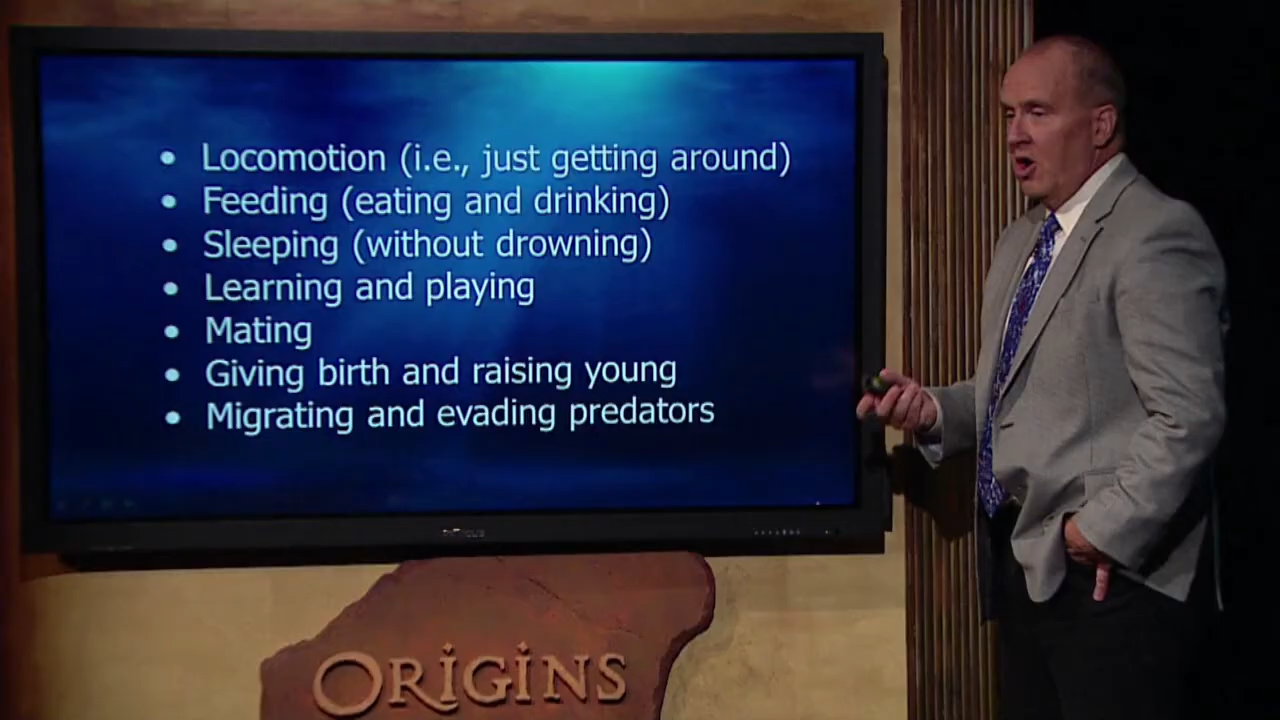 • Locomotion (i.e., just getting around)
• Feeding (eating and drinking)
• Sleeping (without drowning)
• Learning and playing
• Mating
• Giving birth and raising young
• Migrating and evading predators
ORIGINS